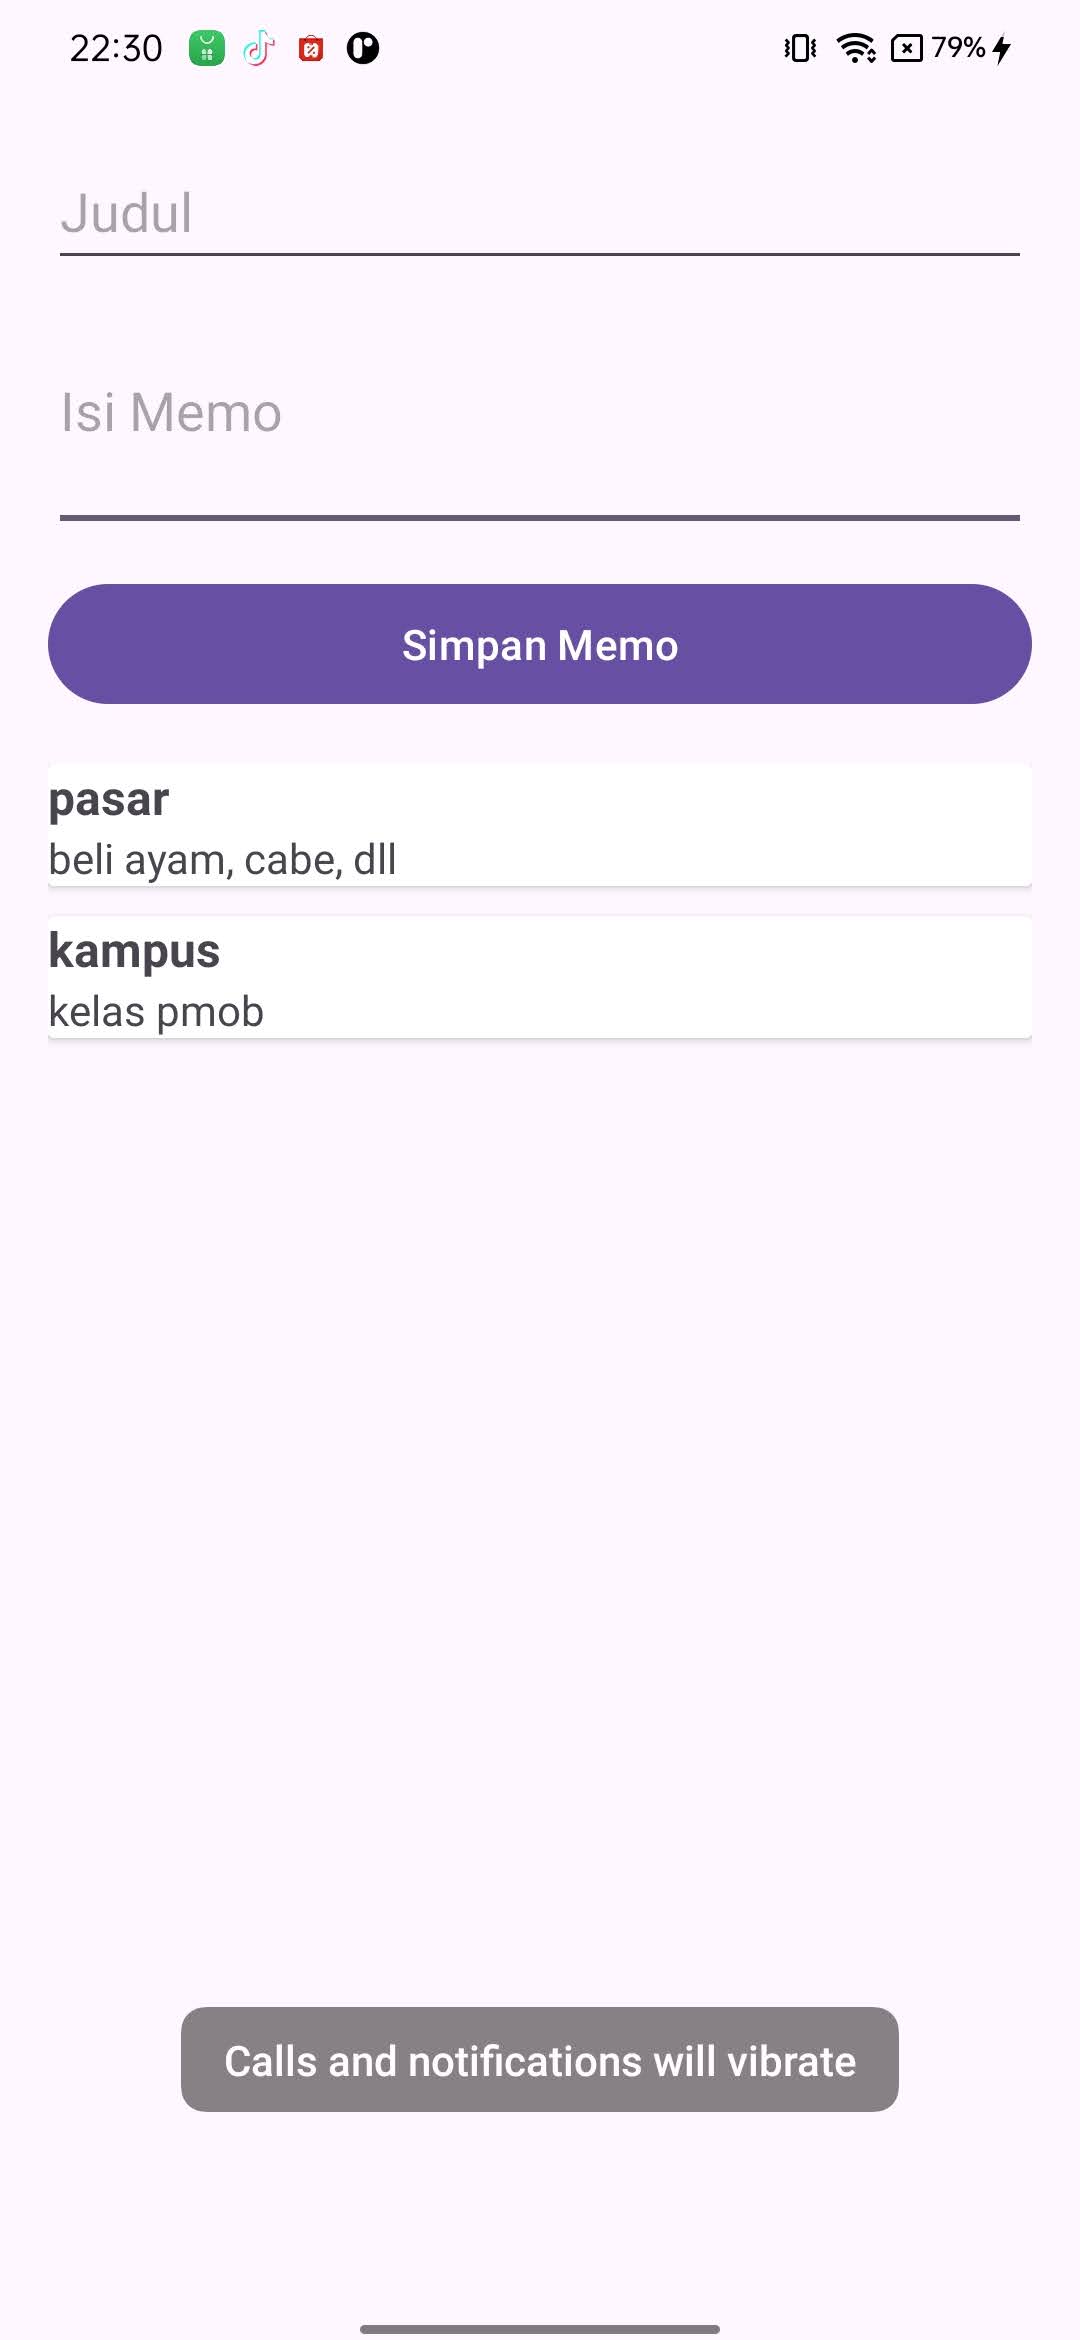 22:30 79%
Judul
Isi Memo
Simpan Memo
pasar
beli ayam, cabe, dll
kampus
kelas pmob
Calls and notifications will vibrate